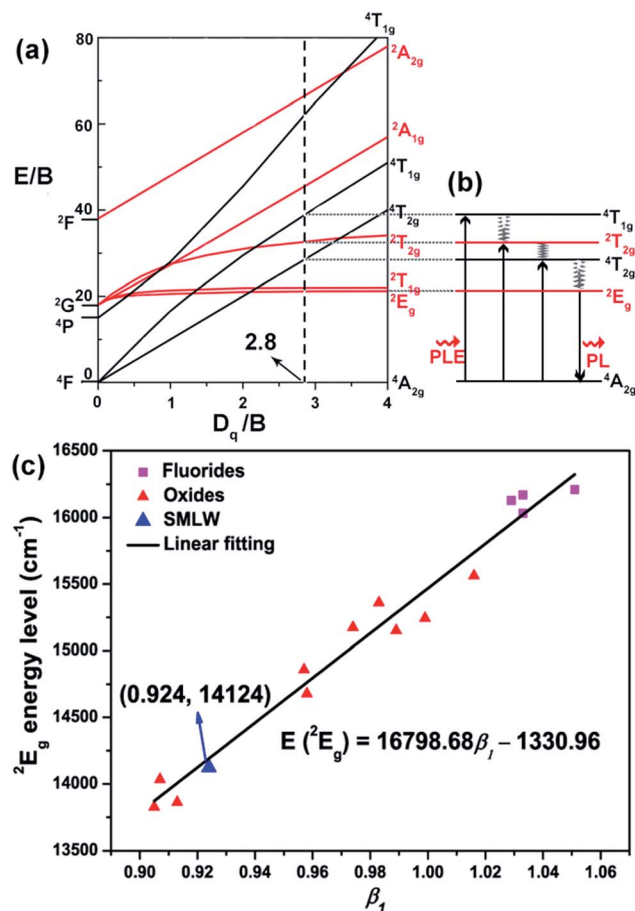 (a)
E/B
80
60
40
20
0
²F
²G
⁴P
⁴F
⁴T₁g
²A₂g
²A₁g
⁴T₁g
⁴T₂g
²T₂g
²T₁g
²Eg
⁴A₂g
2.8
0 1 2 3 4
Dq/B
(b)
⁴T₁g
²T₂g
⁴T₂g
²Eg
PLE
PL
⁴A₂g
(c)
16500
16000
15500
15000
14500
14000
13500
²Eg energy level (cm⁻¹)
Fluorides
Oxides
SMLW
Linear fitting
(0.924, 14124)
E (²Eg) = 16798.68β₁ – 1330.96
0.90 0.92 0.94 0.96 0.98 1.00 1.02 1.04 1.06
β₁